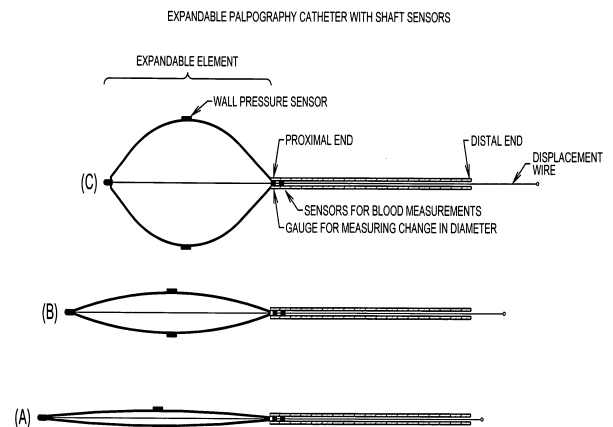 EXPANDABLE PALPOGRAPHY CATHETER WITH SHAFT SENSORS
EXPANDABLE ELEMENT
WALL PRESSURE SENSOR
PROXIMAL END
DISTAL END
DISPLACEMENT
WIRE
(C)
SENSORS FOR BLOOD MEASUREMENTS
GAUGE FOR MEASURING CHANGE IN DIAMETER
(B)
(A)